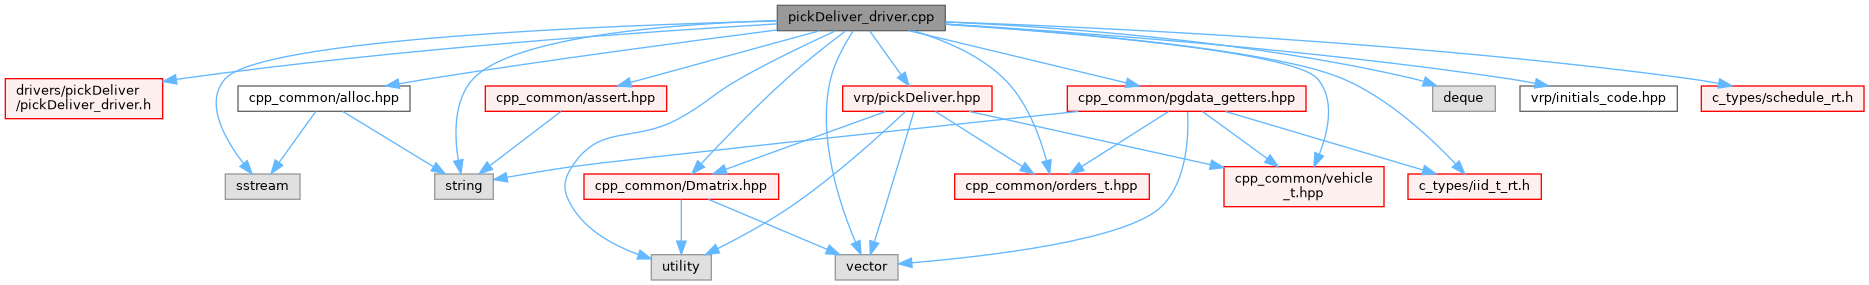 pickDeliver_driver.cpp
drivers/pickDeliver
/pickDeliver_driver.h
cpp_common/alloc.hpp
cpp_common/assert.hpp
vrp/pickDeliver.hpp
cpp_common/pgdata_getters.hpp
deque
vrp/initials_code.hpp
c_types/schedule_rt.h
sstream
string
cpp_common/Dmatrix.hpp
cpp_common/orders_t.hpp
cpp_common/vehicle
_t.hpp
c_types/iid_t_rt.h
utility
vector